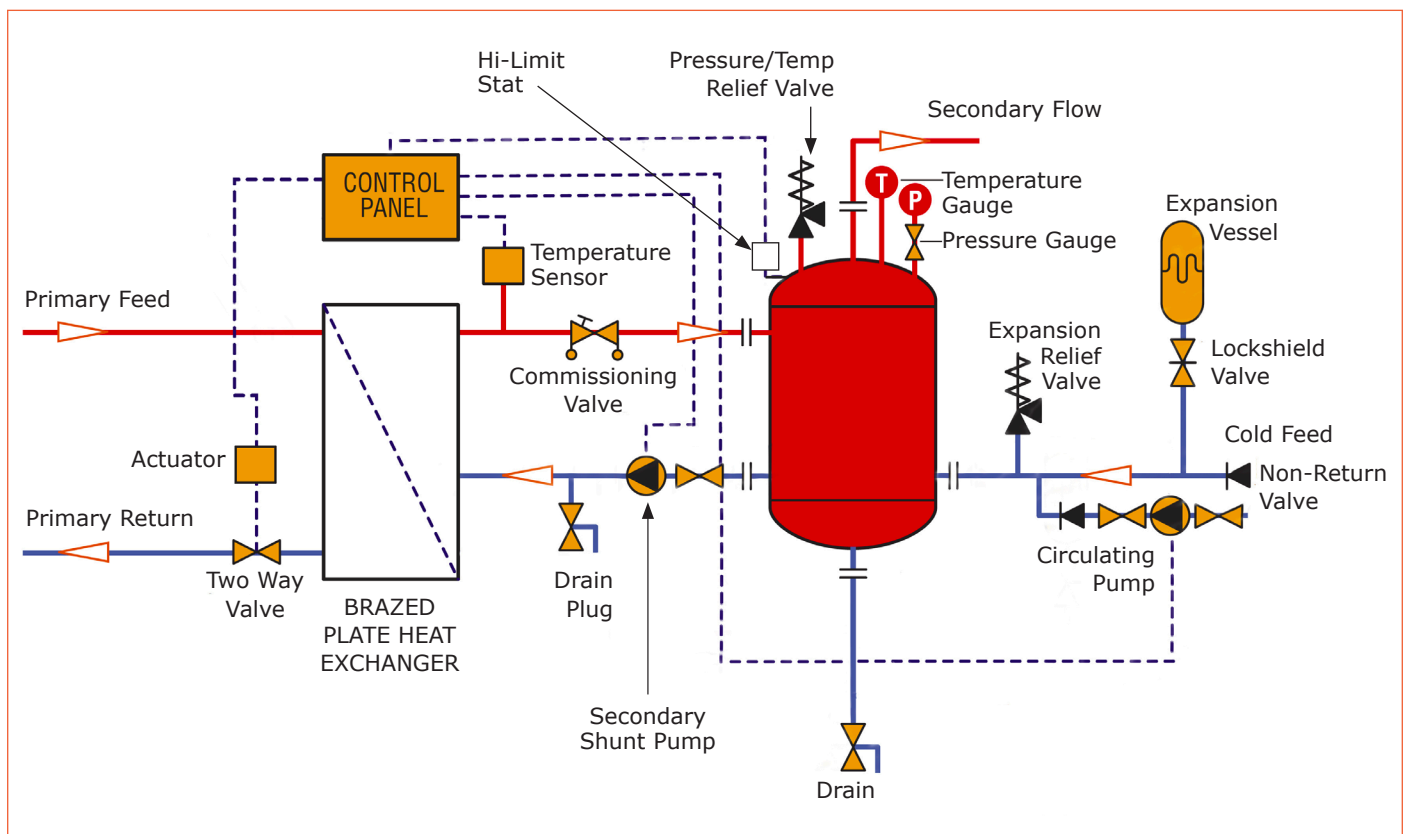 Hi-Limit
Stat
Pressure/Temp
Relief Valve
Secondary Flow
CONTROL
PANEL
T
Temperature
Gauge
P
Pressure Gauge
Expansion
Vessel
Temperature
Sensor
Primary Feed
Commissioning
Valve
Expansion
Relief
Valve
Lockshield
Valve
Actuator
Cold Feed
Non-Return
Valve
Primary Return
Two Way
Valve
Drain
Plug
Circulating
Pump
BRAZED
PLATE HEAT
EXCHANGER
Secondary
Shunt Pump
Drain